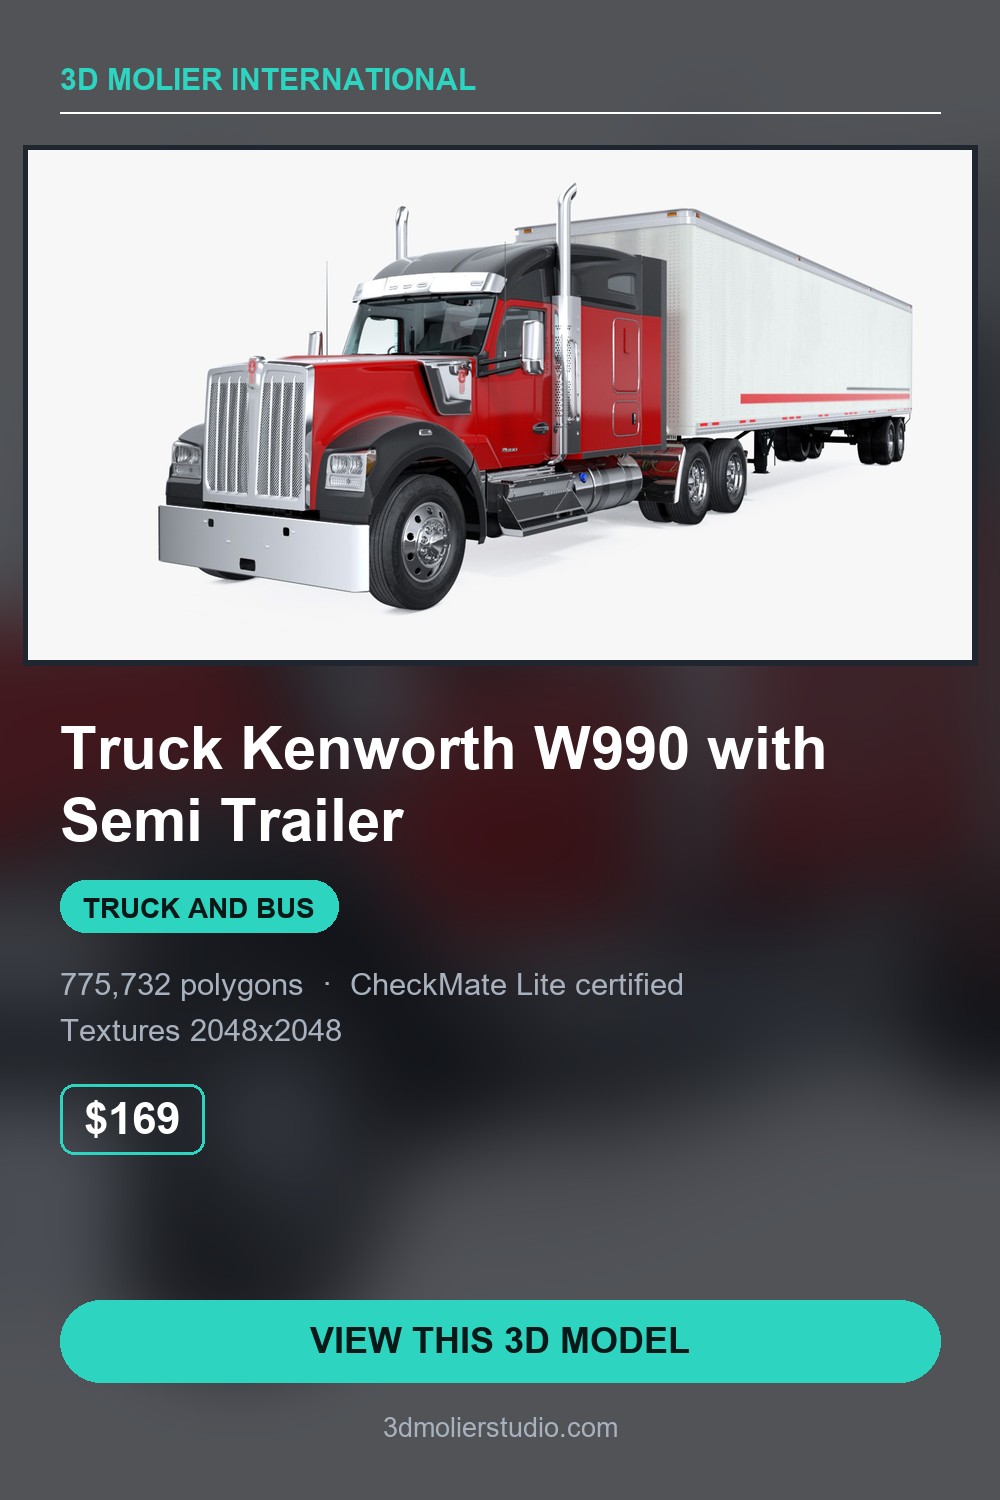 3D MOLIER INTERNATIONAL
Truck Kenworth W990 with
Semi Trailer
TRUCK AND BUS
775,732 polygons · CheckMate Lite certified
Textures 2048x2048
$169
VIEW THIS 3D MODEL
3dmolierstudio.com